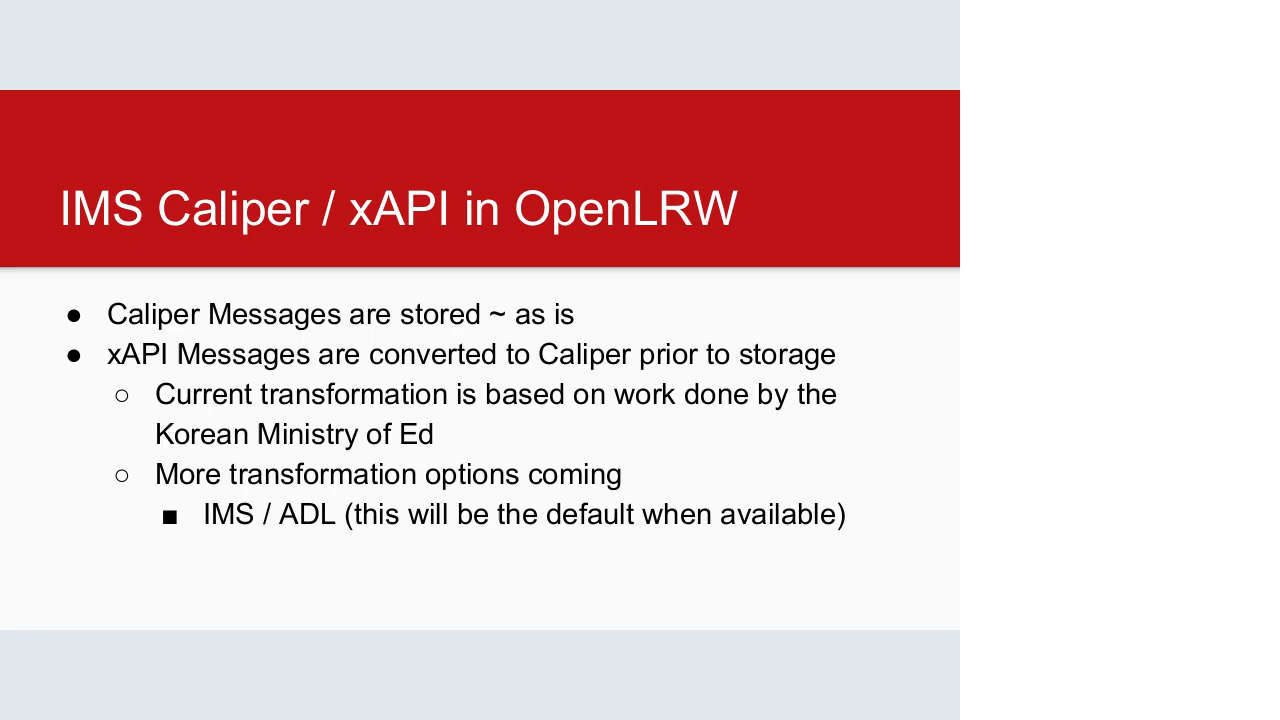 IMS Caliper / xAPI in OpenLRW
● Caliper Messages are stored ~ as is
● xAPI Messages are converted to Caliper prior to storage
○ Current transformation is based on work done by the
Korean Ministry of Ed
○ More transformation options coming
■ IMS / ADL (this will be the default when available)